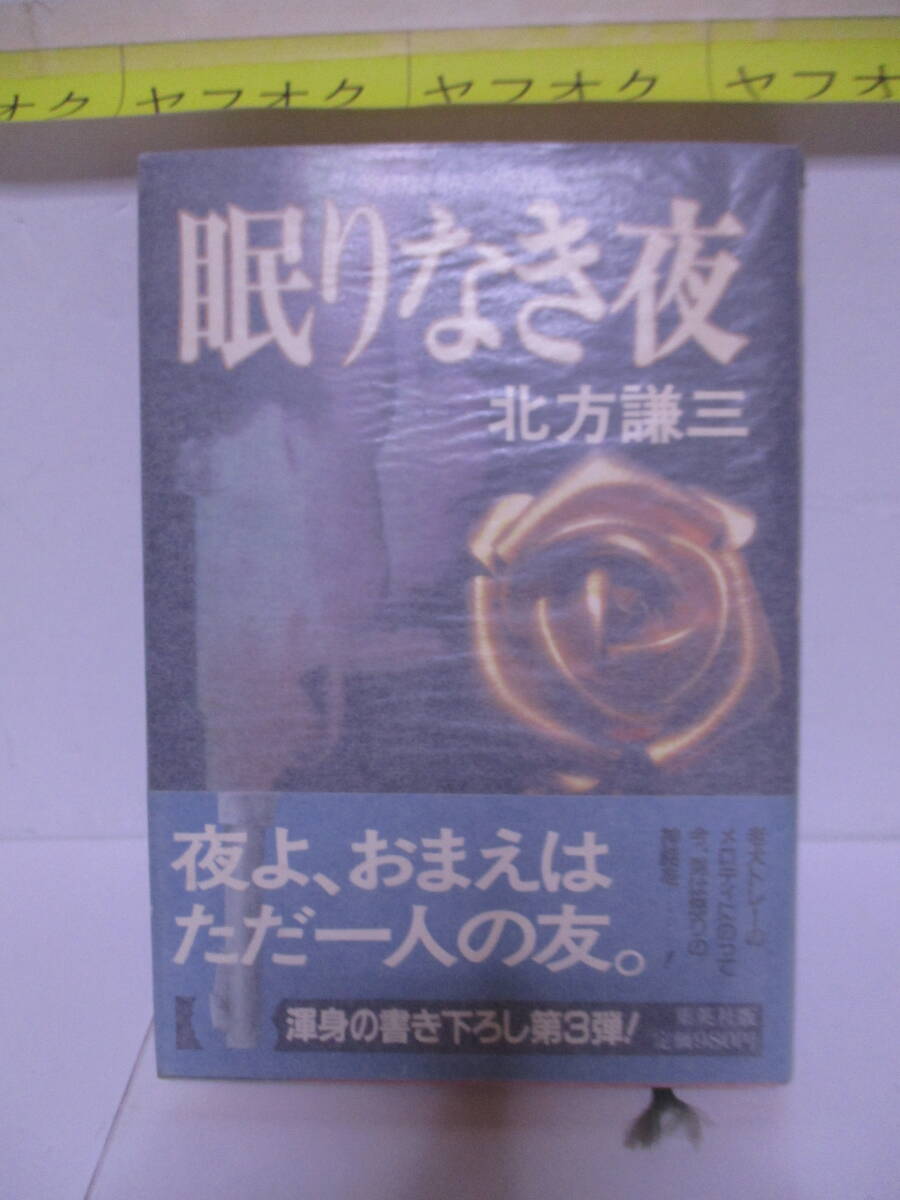 オク ヤフオク ヤフオク ヤフオ
眠りなき夜
北方謙三
夜よ、おまえは
ただ一人の友。
渾身の書き下ろし第3弾!
集英社版
定価980円